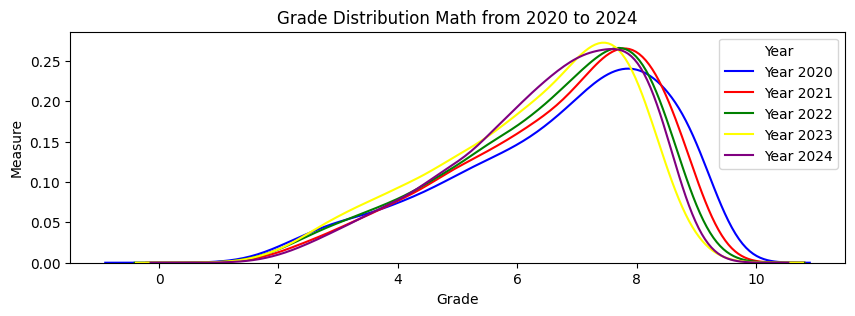 Grade Distribution Math from 2020 to 2024
Measure
0.25
0.20
0.15
0.10
0.05
0.00
0 2 4 6 8 10
Grade
Year
Year 2020
Year 2021
Year 2022
Year 2023
Year 2024